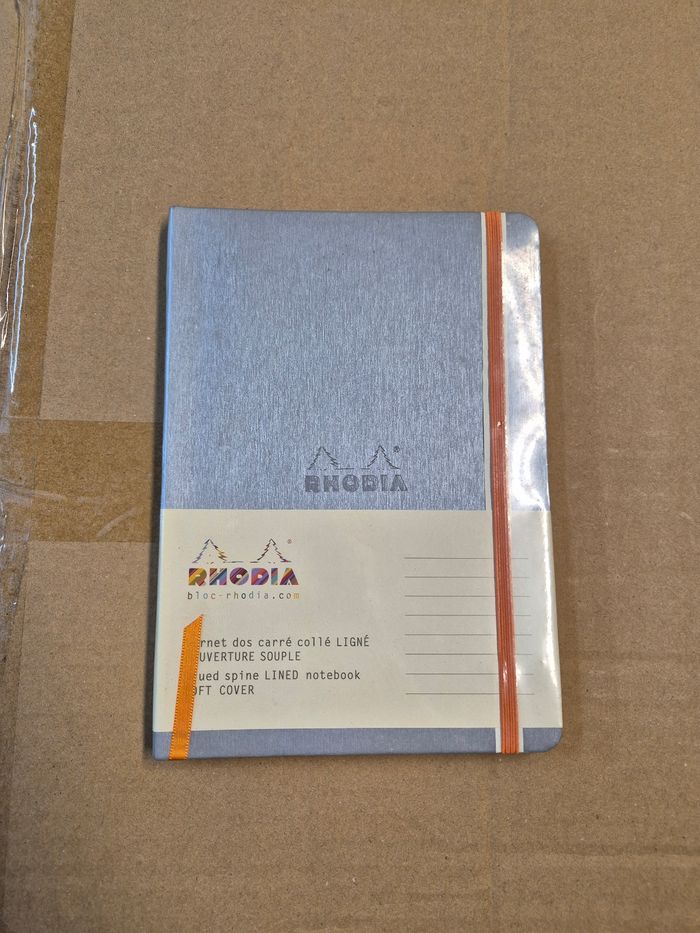 RHODIA
RHODIA
bloc-rhodia.com
dos carré collé LIGNÉ
SOUPLE
spine LINED notebook
COVER